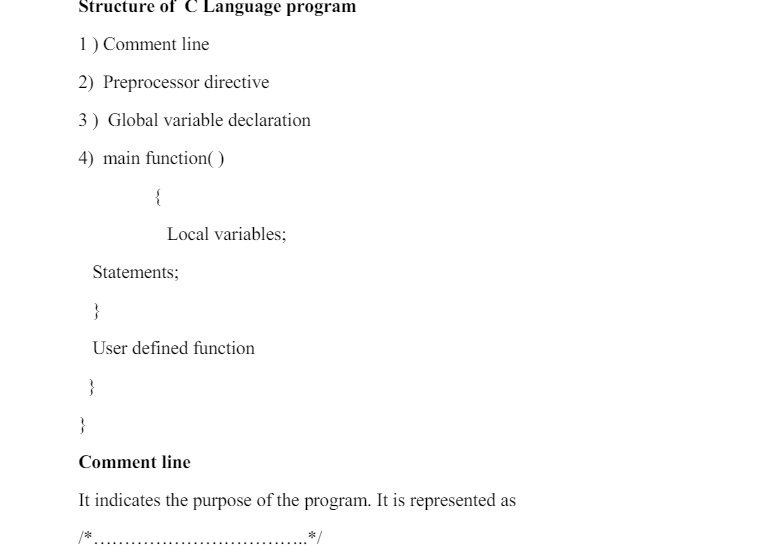 Structure of C Language program
1 ) Comment line
2) Preprocessor directive
3 ) Global variable declaration
4) main function( )
{
Local variables;
Statements;
}
User defined function
}
}
Comment line
It indicates the purpose of the program. It is represented as
/*……………………………..*/